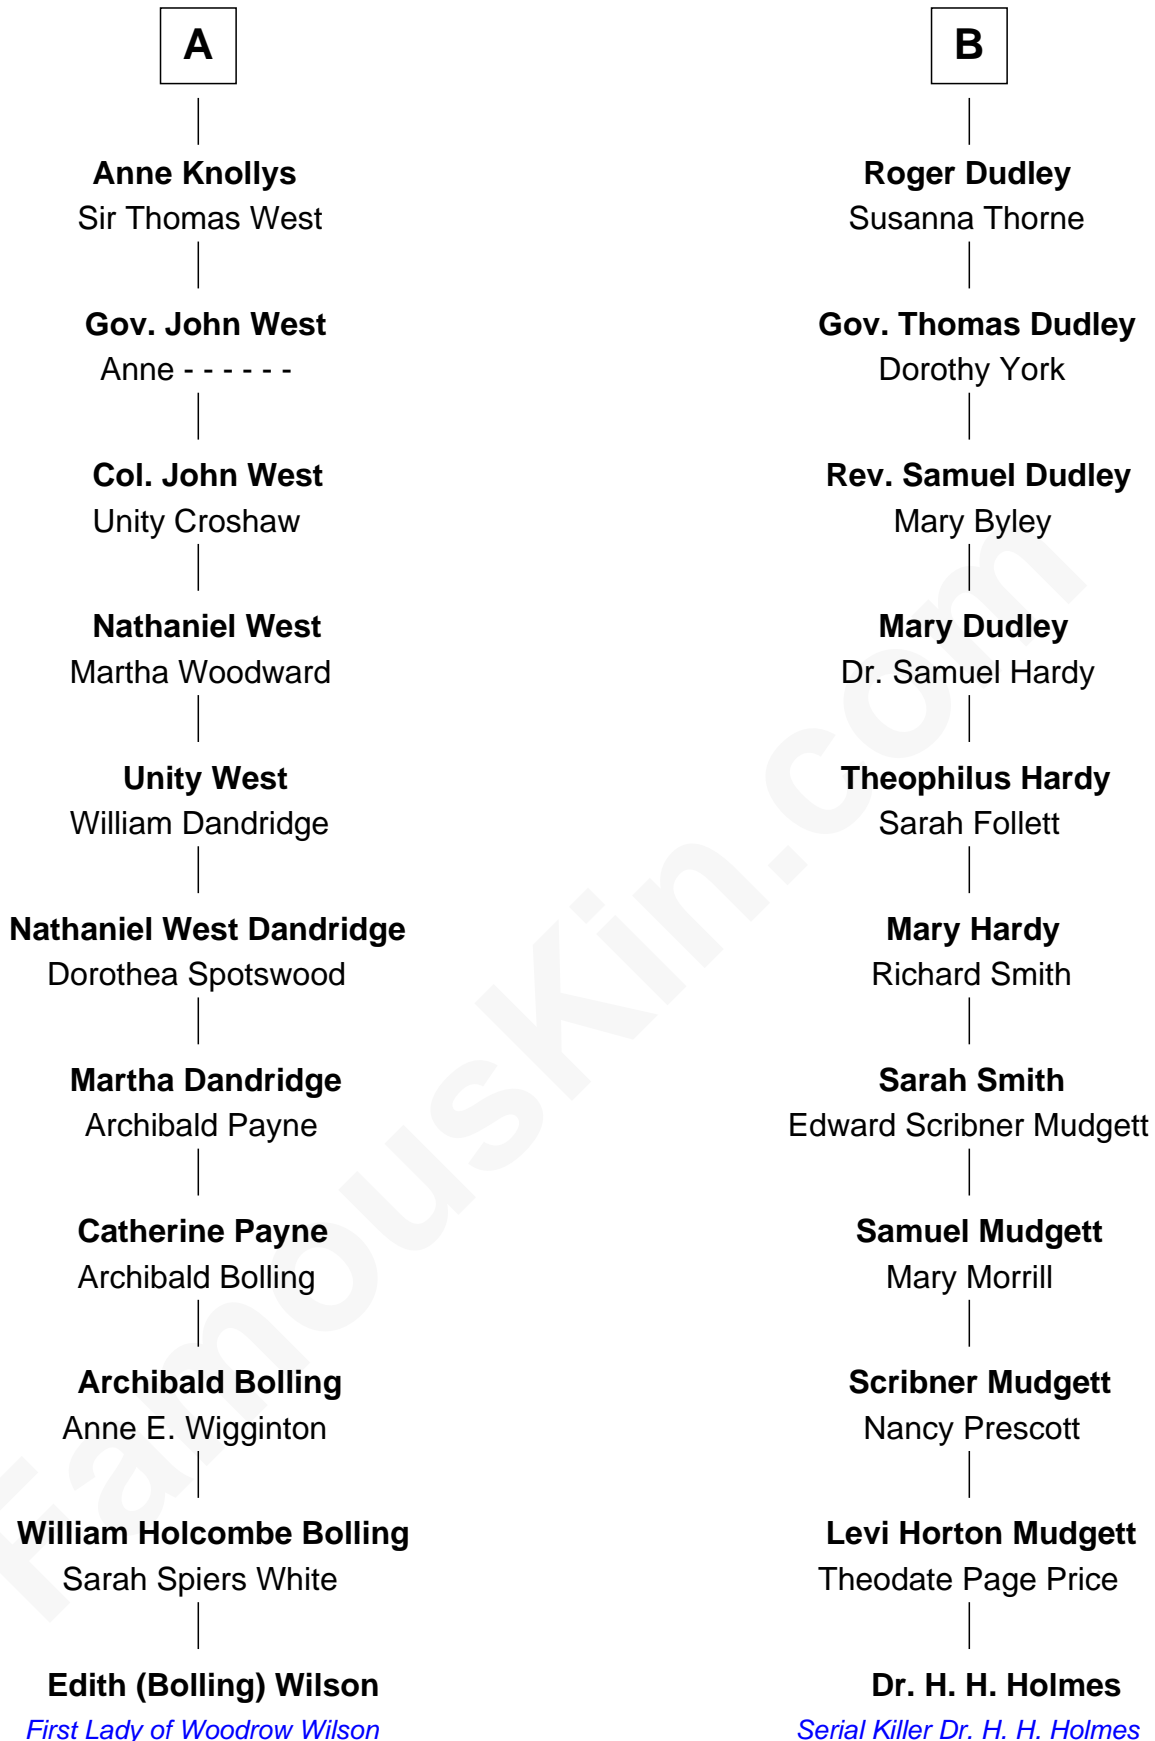 A
Anne Knollys
Sir Thomas West
Gov. John West
Anne - - - - - -
Col. John West
Unity Croshaw
Nathaniel West
Martha Woodward
Unity West
William Dandridge
Nathaniel West Dandridge
Dorothea Spotswood
Martha Dandridge
Archibald Payne
Catherine Payne
Archibald Bolling
Archibald Bolling
Anne E. Wigginton
William Holcombe Bolling
Sarah Spiers White
Edith (Bolling) Wilson
First Lady of Woodrow Wilson
B
Roger Dudley
Susanna Thorne
Gov. Thomas Dudley
Dorothy York
Rev. Samuel Dudley
Mary Byley
Mary Dudley
Dr. Samuel Hardy
Theophilus Hardy
Sarah Follett
Mary Hardy
Richard Smith
Sarah Smith
Edward Scribner Mudgett
Samuel Mudgett
Mary Morrill
Scribner Mudgett
Nancy Prescott
Levi Horton Mudgett
Theodate Page Price
Dr. H. H. Holmes
Serial Killer Dr. H. H. Holmes
FamousKin.com